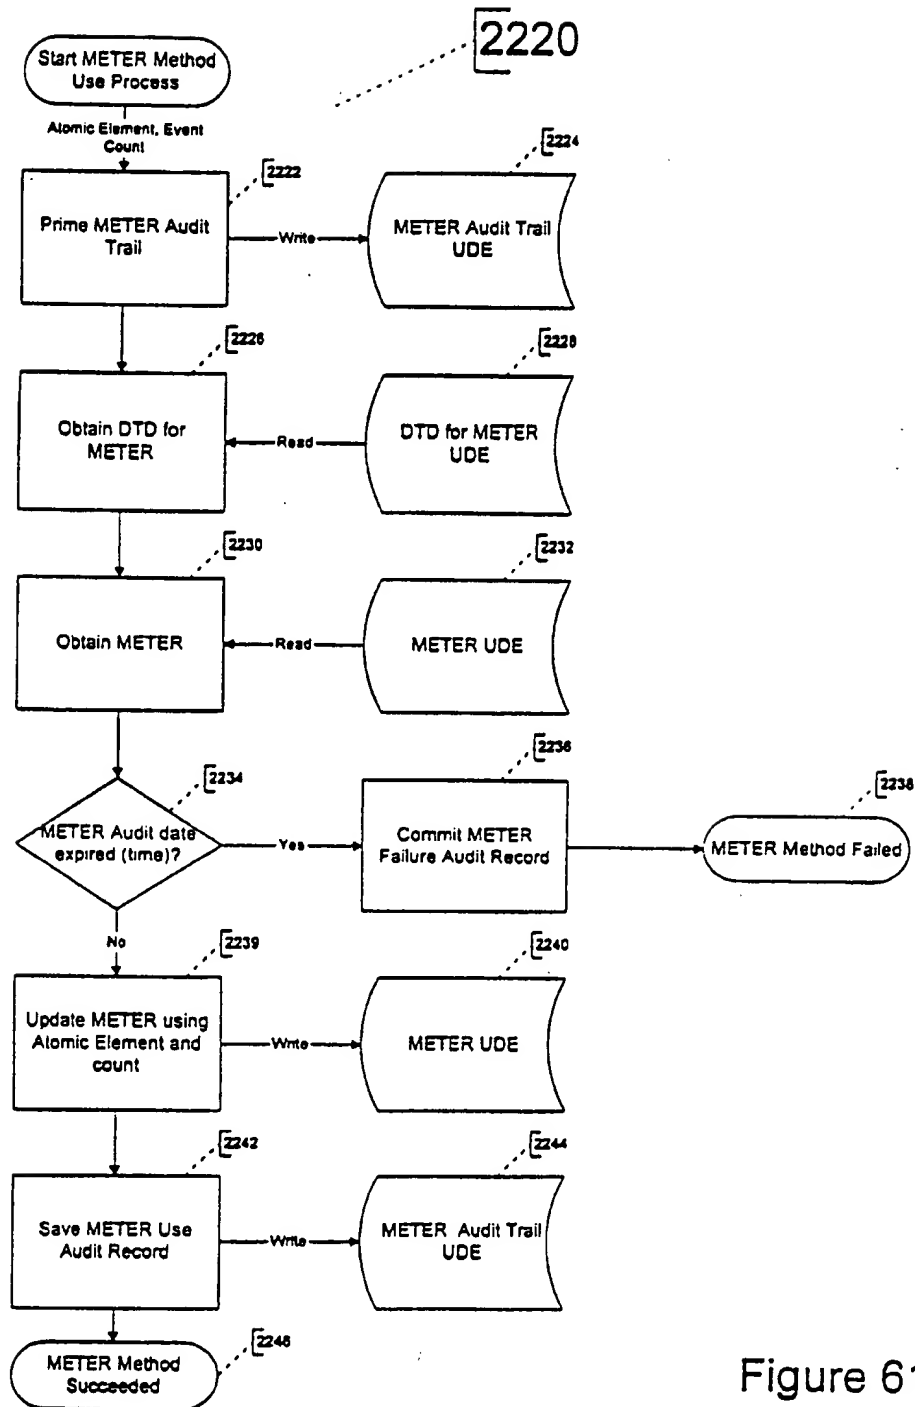 2220
Start METER Method
Use Process
Atomic Element, Event
Count
2222
Prime METER Audit
Trail
Write
2224
METER Audit Trail
UDE
2226
Obtain DTD for
METER
Read
2228
DTD for METER
UDE
2230
Obtain METER
Read
2232
METER UDE
2234
METER Audit date
expired (time)?
Yes
2236
Commit METER
Failure Audit Record
2238
METER Method Failed
No
2239
Update METER using
Atomic Element and
count
Write
2240
METER UDE
2242
Save METER Use
Audit Record
Write
2244
METER Audit Trail
UDE
2246
METER Method
Succeeded
Figure 61